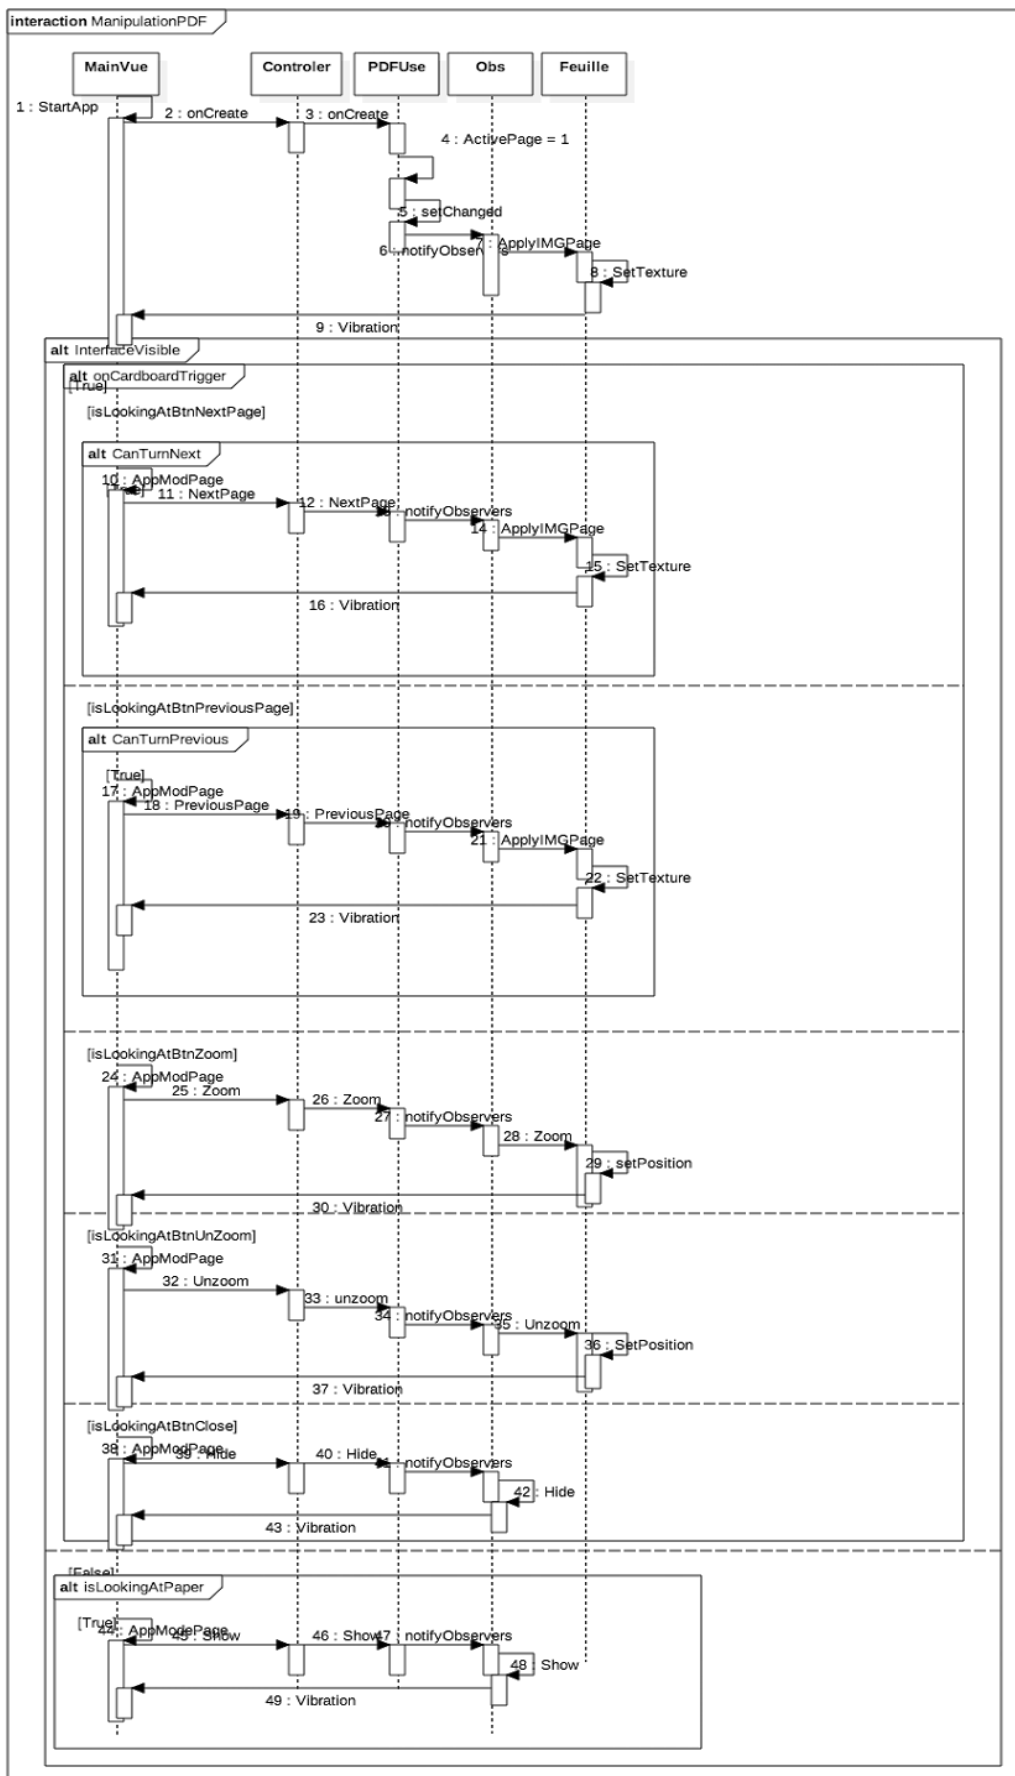 interaction ManipulationPDF
MainVue
Controler
PDFUse
Obs
Feuille
1 : StartApp
2 : onCreate
3 : onCreate
4 : ActivePage = 1
5 : setChanged
6 : notifyObservers
7 : ApplyIMGPage
8 : SetTexture
9 : Vibration
alt InterfaceVisible
alt onCardboardTrigger
[True]
[isLookingAtBtnNextPage]
alt CanTurnNext
10 : AppModPage
[True]
11 : NextPage
12 : NextPage
: notifyObservers
14 : ApplyIMGPage
15 : SetTexture
16 : Vibration
[isLookingAtBtnPreviousPage]
alt CanTurnPrevious
[True]
17 : AppModPage
18 : PreviousPage
19 : PreviousPage
: notifyObservers
21 : ApplyIMGPage
22 : SetTexture
23 : Vibration
[isLookingAtBtnZoom]
24 : AppModPage
25 : Zoom
26 : Zoom
27 : notifyObservers
28 : Zoom
29 : setPosition
30 : Vibration
[isLookingAtBtnUnZoom]
31 : AppModPage
32 : Unzoom
33 : unzoom
34 : notifyObservers
35 : Unzoom
36 : SetPosition
37 : Vibration
[isLookingAtBtnClose]
38 : AppModPage
39 : Hide
40 : Hide
41 : notifyObservers
42 : Hide
43 : Vibration
[False]
alt isLookingAtPaper
[True]
44 : AppModePage
45 : Show
46 : Show
47 : notifyObservers
48 : Show
49 : Vibration